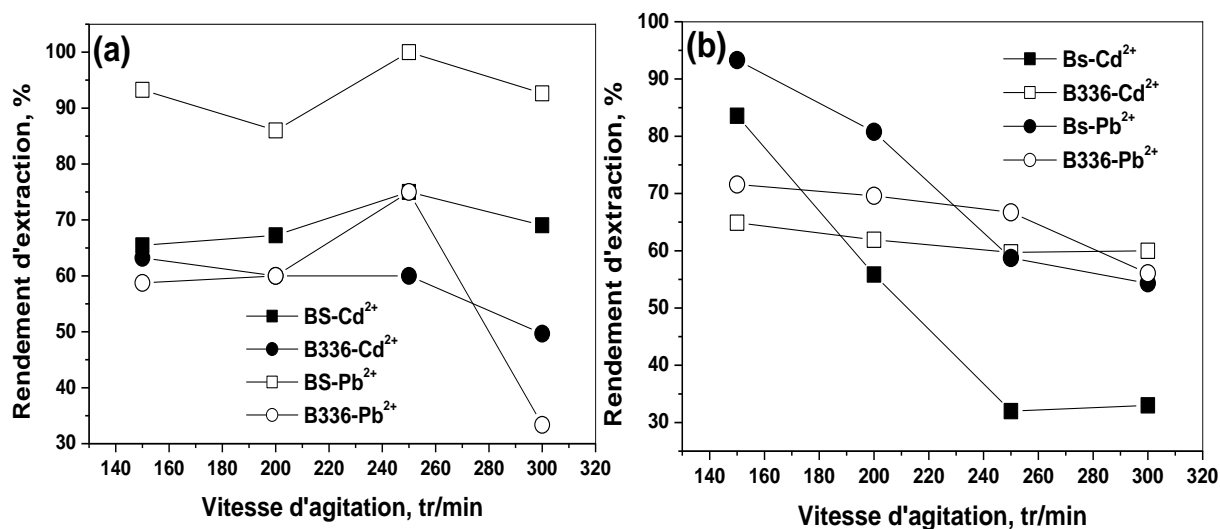 (a)
Rendement d'extraction, %
100
90
80
70
60
50
40
30
BS-Cd²⁺
B336-Cd²⁺
BS-Pb²⁺
B336-Pb²⁺
140 160 180 200 220 240 260 280 300 320
Vitesse d'agitation, tr/min
(b)
Rendement d'extraction, %
100
90
80
70
60
50
40
30
Bs-Cd²⁺
B336-Cd²⁺
Bs-Pb²⁺
B336-Pb²⁺
140 160 180 200 220 240 260 280 300 320
Vitesse d'agitation, tr/min